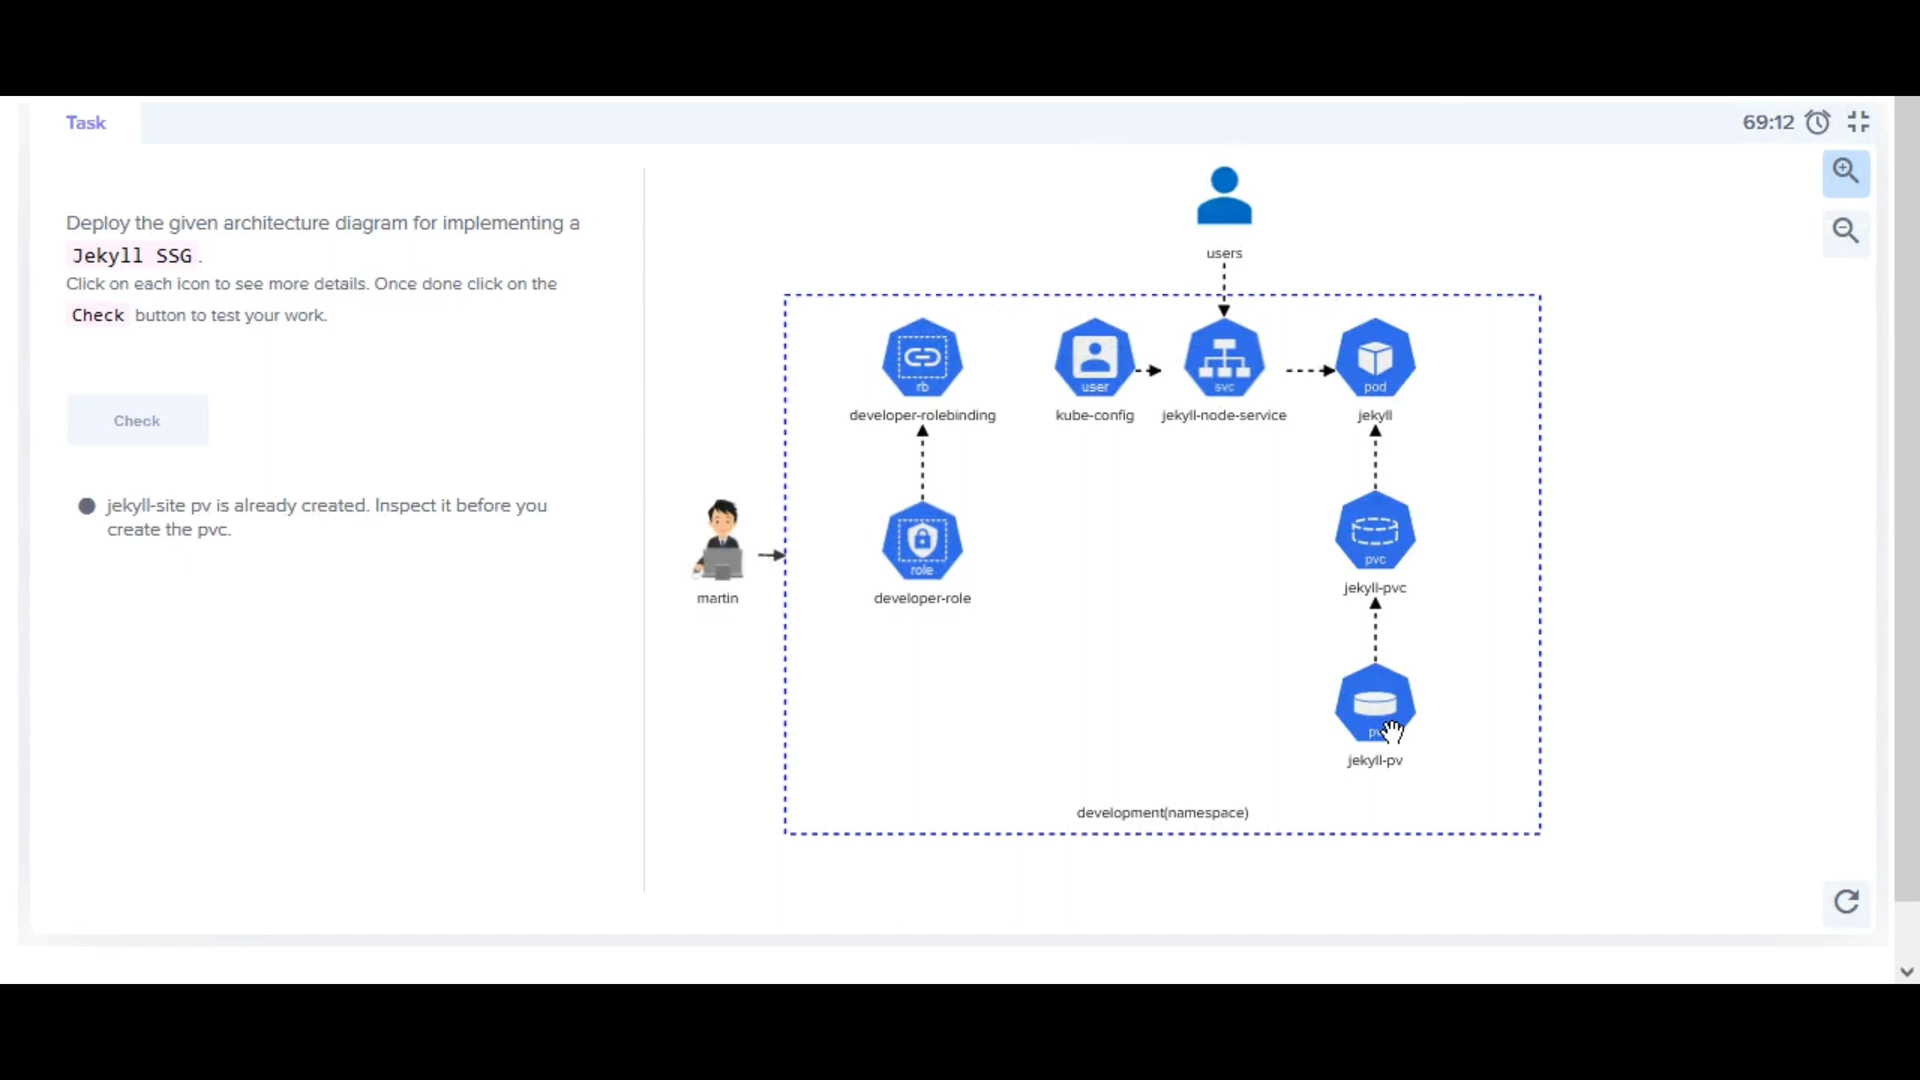 Task
69:12
Deploy the given architecture diagram for implementing a
Jekyll SSG.
Click on each icon to see more details. Once done click on the
Check button to test your work.
Check
jekyll-site pv is already created. Inspect it before you
create the pvc.
users
rb
developer-rolebinding
user
kube-config
svc
jekyll-node-service
pod
jekyll
martin
role
developer-role
pvc
jekyll-pvc
jekyll-pv
development(namespace)